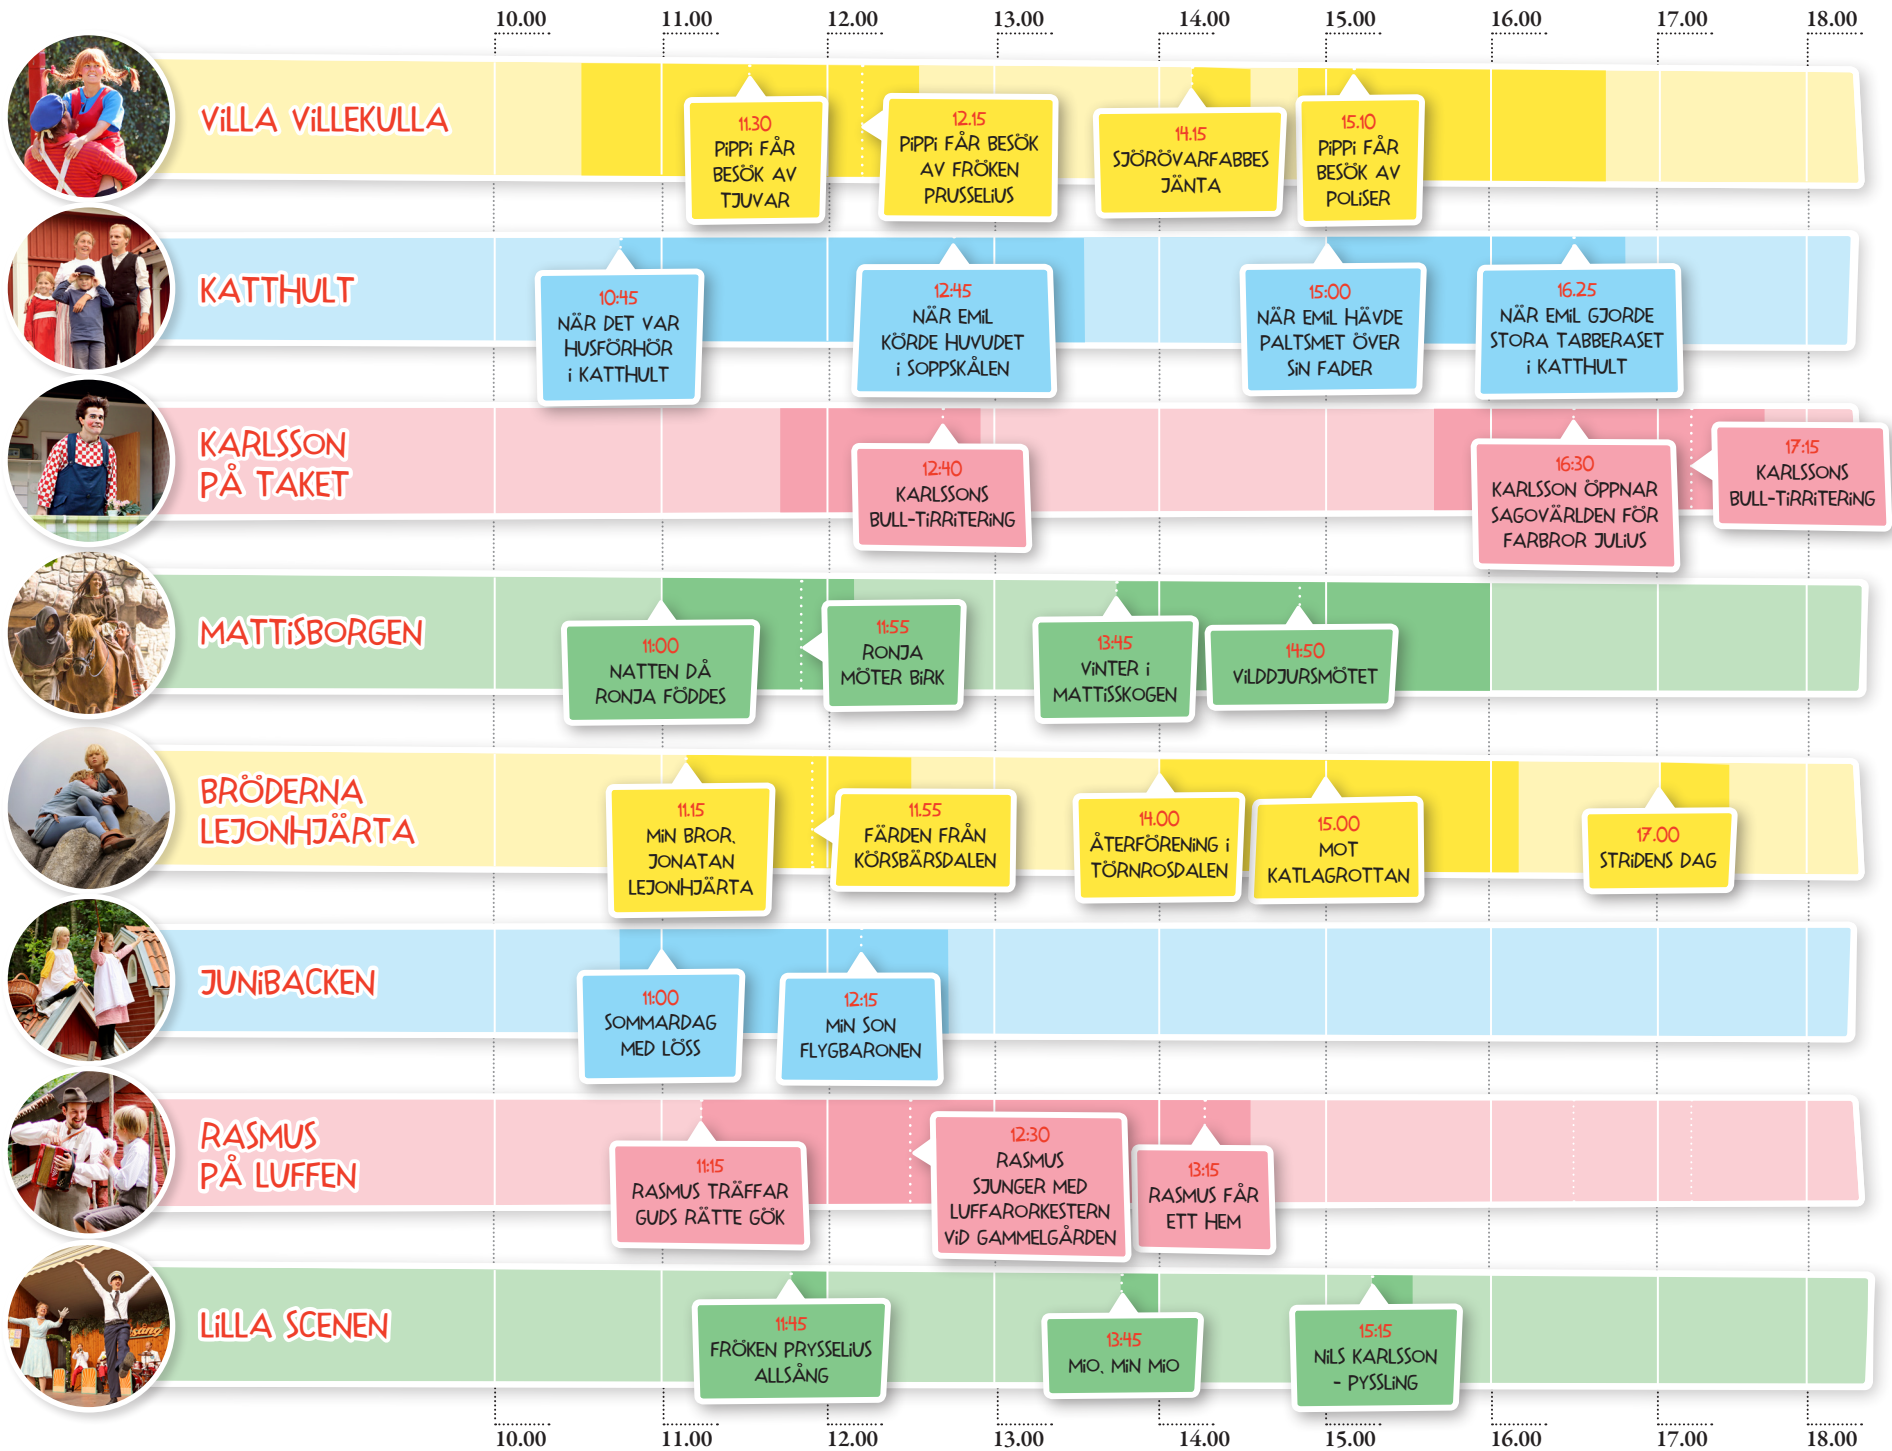 10.00 11.00 12.00 13.00 14.00 15.00 16.00 17.00 18.00
VILLA VILLEKULLA
11.30
PIPPI FÅR
BESÖK AV
TJUVAR
12.15
PIPPI FÅR BESÖK
AV FRÖKEN
PRUSSELIUS
14.15
SJÖRÖVARFABBES
JÄNTA
15.10
PIPPI FÅR
BESÖK AV
POLISER
KATTHULT
10:45
NÄR DET VAR
HUSFÖRHÖR
I KATTHULT
12:45
NÄR EMIL
KÖRDE HUVUDET
I SOPPSKÅLEN
15:00
NÄR EMIL HÄVDE
PALTSMET ÖVER
SIN FADER
16.25
NÄR EMIL GJORDE
STORA TABBERASET
I KATTHULT
KARLSSON
PÅ TAKET
12:40
KARLSSONS
BULL-TIRRITERING
16:30
KARLSSON ÖPPNAR
SAGOVÄRLDEN FÖR
FARBROR JULIUS
17:15
KARLSSONS
BULL-TIRRITERING
MATTISBORGEN
11:00
NATTEN DÅ
RONJA FÖDDES
11:55
RONJA
MÖTER BIRK
13:45
VINTER I
MATTISSKOGEN
14:50
VILDDJURSMÖTET
BRÖDERNA
LEJONHJÄRTA
11.15
MIN BROR,
JONATAN
LEJONHJÄRTA
11.55
FÄRDEN FRÅN
KÖRSBÄRSDALEN
14.00
ÅTERFÖRENING I
TÖRNROSDALEN
15.00
MOT
KATLAGROTTAN
17.00
STRIDENS DAG
JUNIBACKEN
11:00
SOMMARDAG
MED LÖSS
12:15
MIN SON
FLYGBARONEN
RASMUS
PÅ LUFFEN
11:15
RASMUS TRÄFFAR
GUDS RÄTTE GÖK
12:30
RASMUS
SJUNGER MED
LUFFARORKESTERN
VID GAMMELGÅRDEN
13:15
RASMUS FÅR
ETT HEM
LILLA SCENEN
11:45
FRÖKEN PRYSSELIUS
ALLSÅNG
13:45
MIO, MIN MIO
15:15
NILS KARLSSON
- PYSSLING
10.00 11.00 12.00 13.00 14.00 15.00 16.00 17.00 18.00